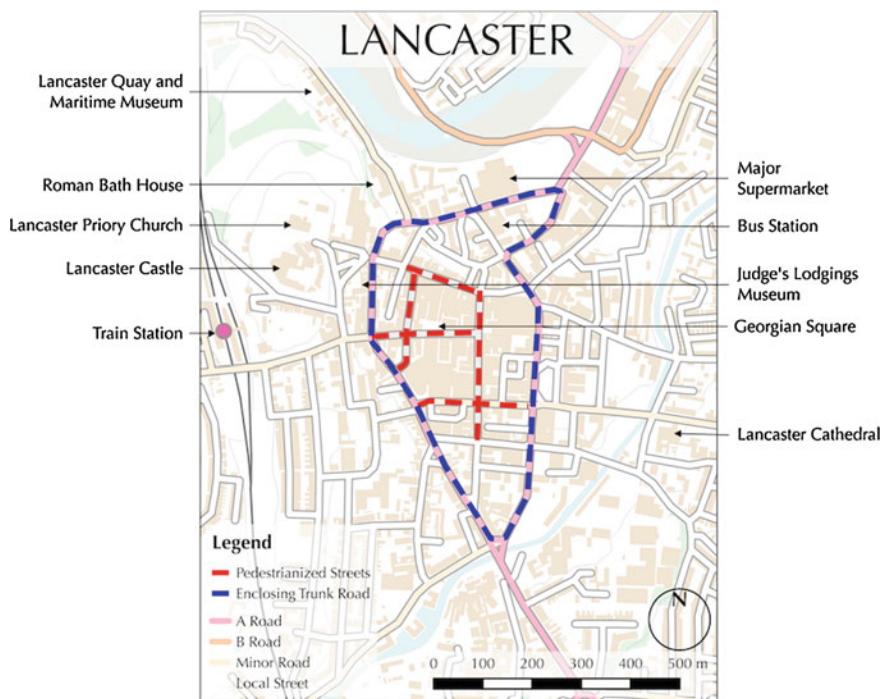 LANCASTER
Lancaster Quay and
Maritime Museum
Roman Bath House
Lancaster Priory Church
Lancaster Castle
Train Station
Major
Supermarket
Bus Station
Judge's Lodgings
Museum
Georgian Square
Lancaster Cathedral
Legend
Pedestrianized Streets
Enclosing Trunk Road
A Road
B Road
Minor Road
Local Street
N
0 100 200 300 400 500 m